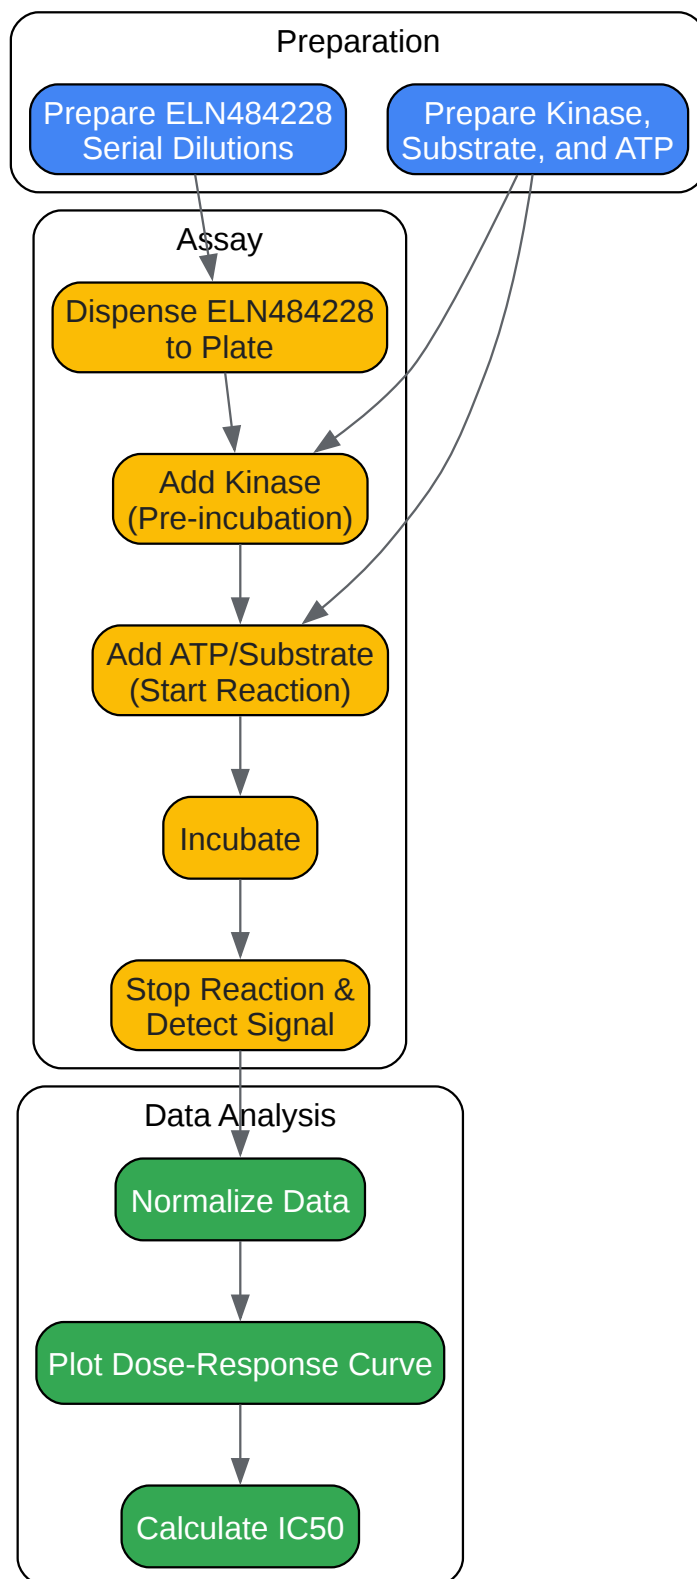 Preparation
Prepare ELN484228
Serial Dilutions
Prepare Kinase,
Substrate, and ATP
Assay
Dispense ELN484228
to Plate
Add Kinase
(Pre-incubation)
Add ATP/Substrate
(Start Reaction)
Incubate
Stop Reaction &
Detect Signal
Data Analysis
Normalize Data
Plot Dose-Response Curve
Calculate IC50